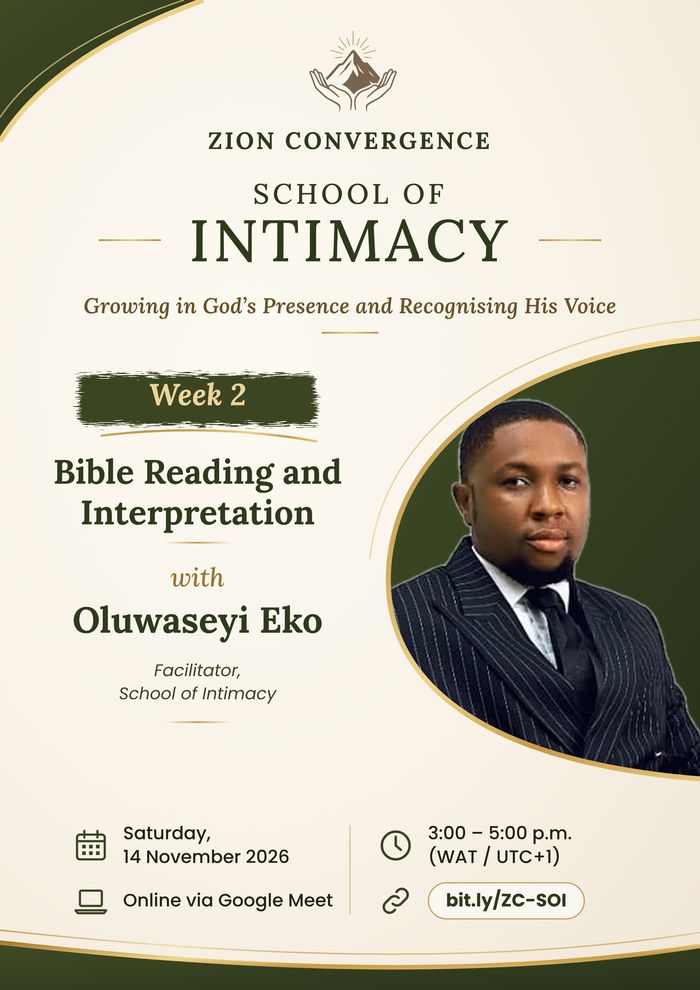 ZION CONVERGENCE
SCHOOL OF
INTIMACY
Growing in God’s Presence and Recognising His Voice
Week 2
Bible Reading and
Interpretation
with
Oluwaseyi Eko
Facilitator,
School of Intimacy
Saturday,
14 November 2026
3:00 – 5:00 p.m.
(WAT / UTC+1)
Online via Google Meet
bit.ly/ZC-SOI